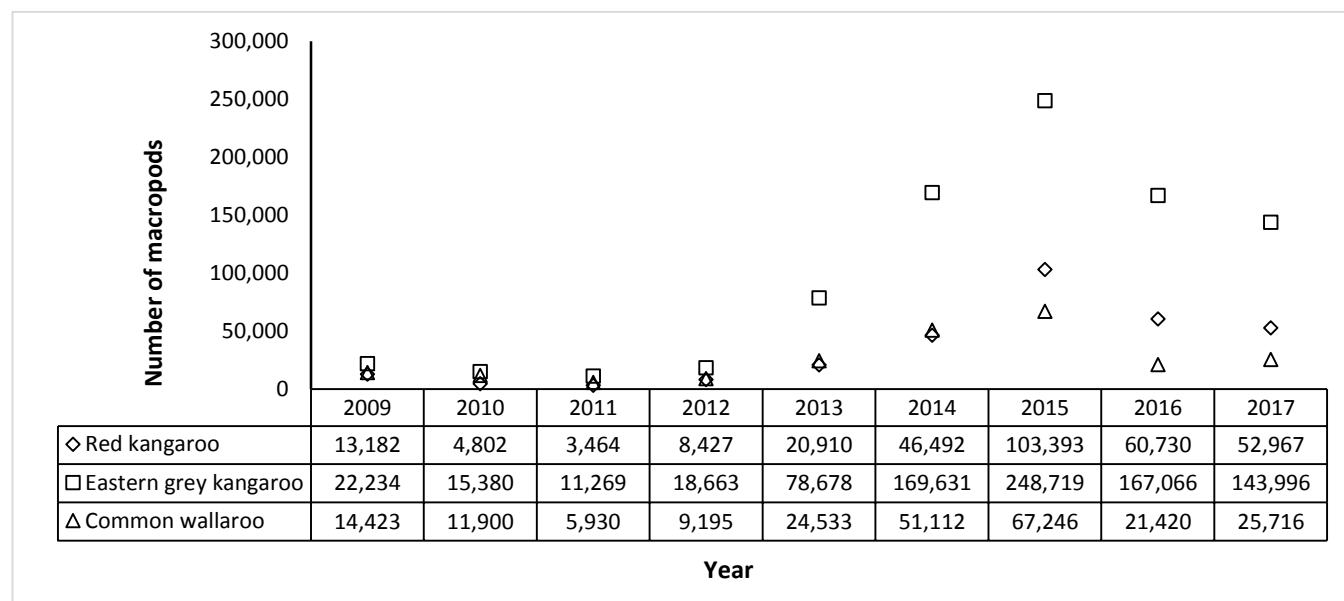 300,000
250,000
200,000
150,000
100,000
50,000
0
Number of macropods
2009 2010 2011 2012 2013 2014 2015 2016 2017
Red kangaroo 13,182 4,802 3,464 8,427 20,910 46,492 103,393 60,730 52,967
Eastern grey kangaroo 22,234 15,380 11,269 18,663 78,678 169,631 248,719 167,066 143,996
Common wallaroo 14,423 11,900 5,930 9,195 24,533 51,112 67,246 21,420 25,716
Year